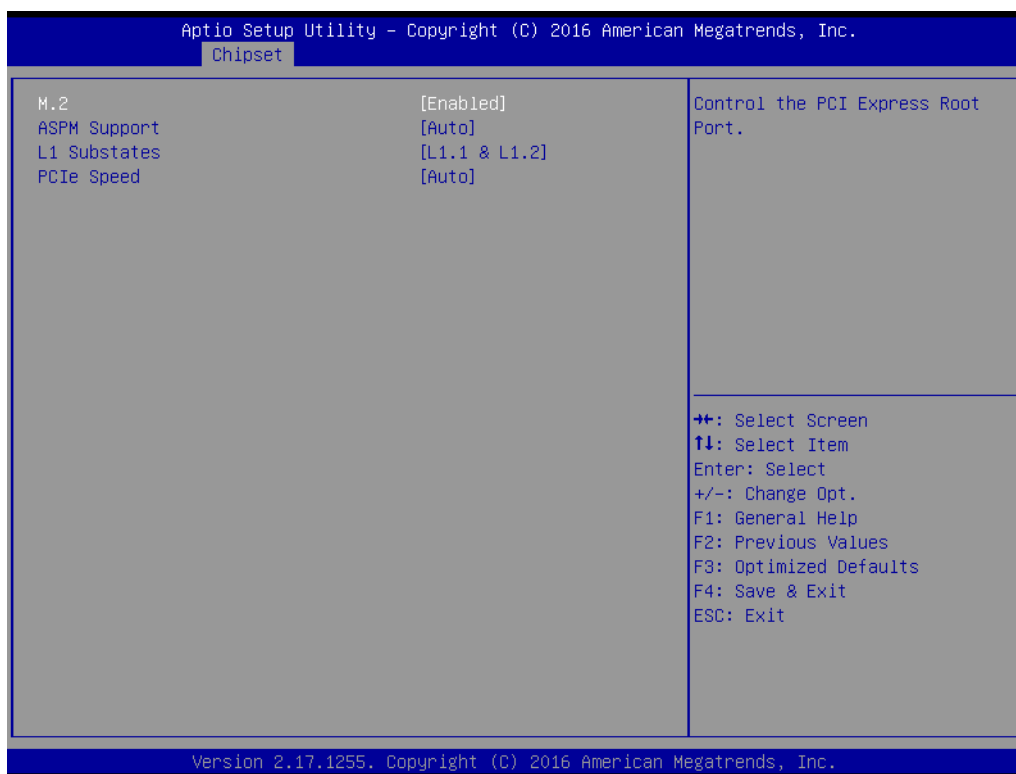 Aptio Setup Utility – Copyright (C) 2016 American Megatrends, Inc.
Chipset
M.2 [Enabled]
ASPM Support [Auto]
L1 Substates [L1.1 & L1.2]
PCIe Speed [Auto]
Control the PCI Express Root
Port.
→←: Select Screen
↑↓: Select Item
Enter: Select
+/-: Change Opt.
F1: General Help
F2: Previous Values
F3: Optimized Defaults
F4: Save & Exit
ESC: Exit
Version 2.17.1255. Copyright (C) 2016 American Megatrends, Inc.